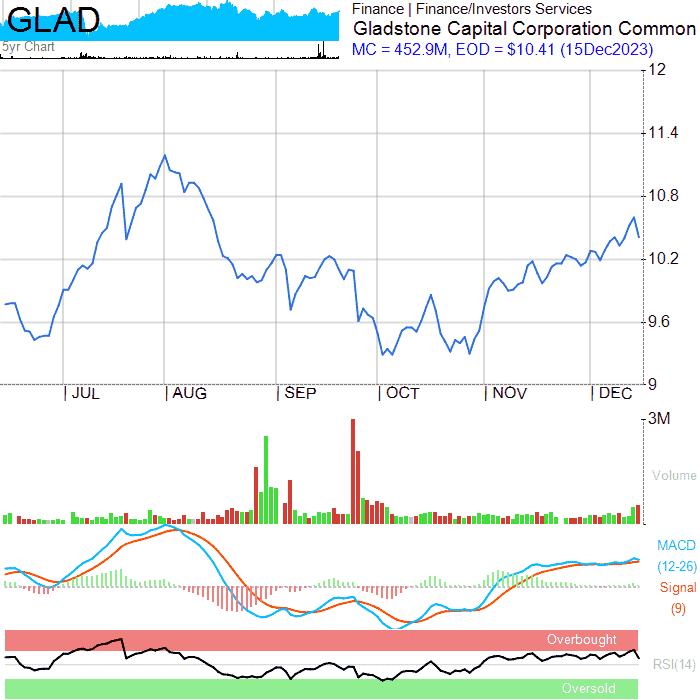 GLAD
5yr Chart
Finance | Finance/Investors Services
Gladstone Capital Corporation Common
MC = 452.9M, EOD = $10.41 (15Dec2023)
12
11.4
10.8
10.2
9.6
9
| JUL | AUG | SEP | OCT | NOV | DEC
3M
Volume
MACD
(12-26)
Signal
(9)
Overbought
RSI(14)
Oversold